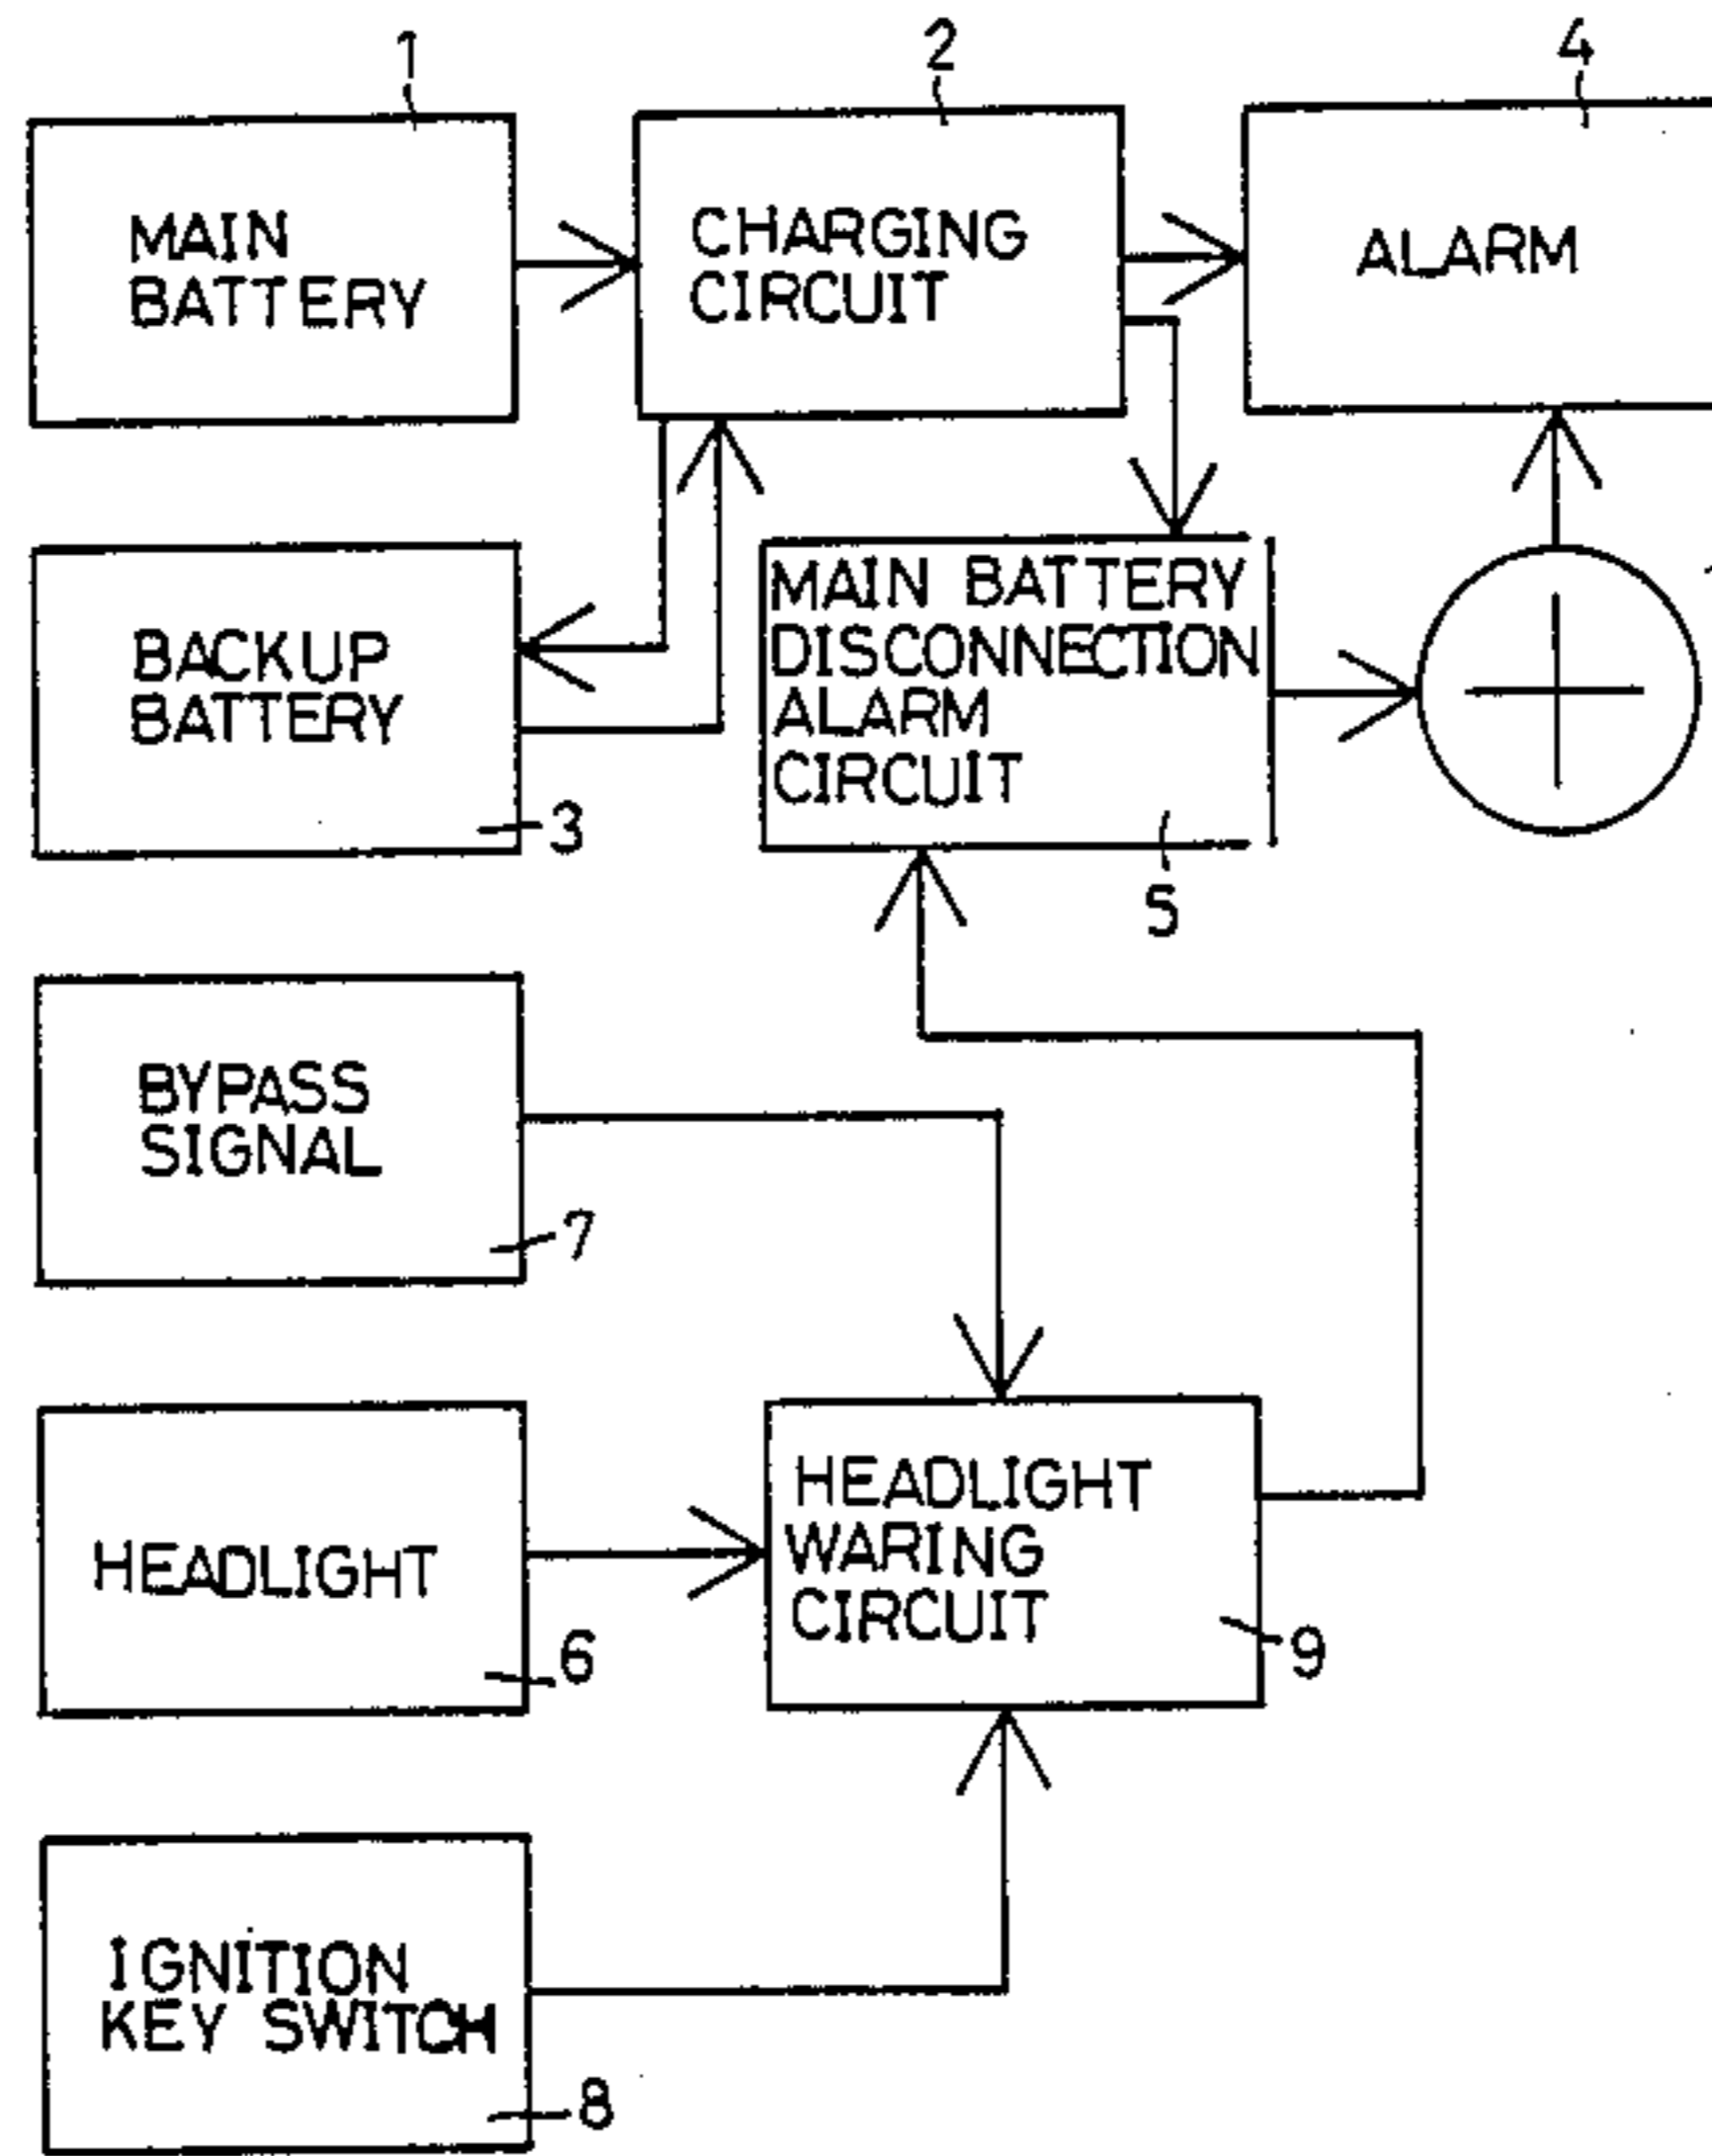 1
2
4
MAIN
BATTERY
CHARGING
CIRCUIT
ALARM
BACKUP
BATTERY
3
MAIN BATTERY
DISCONNECTION
ALARM
CIRCUIT
5
BYPASS
SIGNAL
7
HEADLIGHT
6
HEADLIGHT
WARING
CIRCUIT
9
IGNITION
KEY SWITCH
8